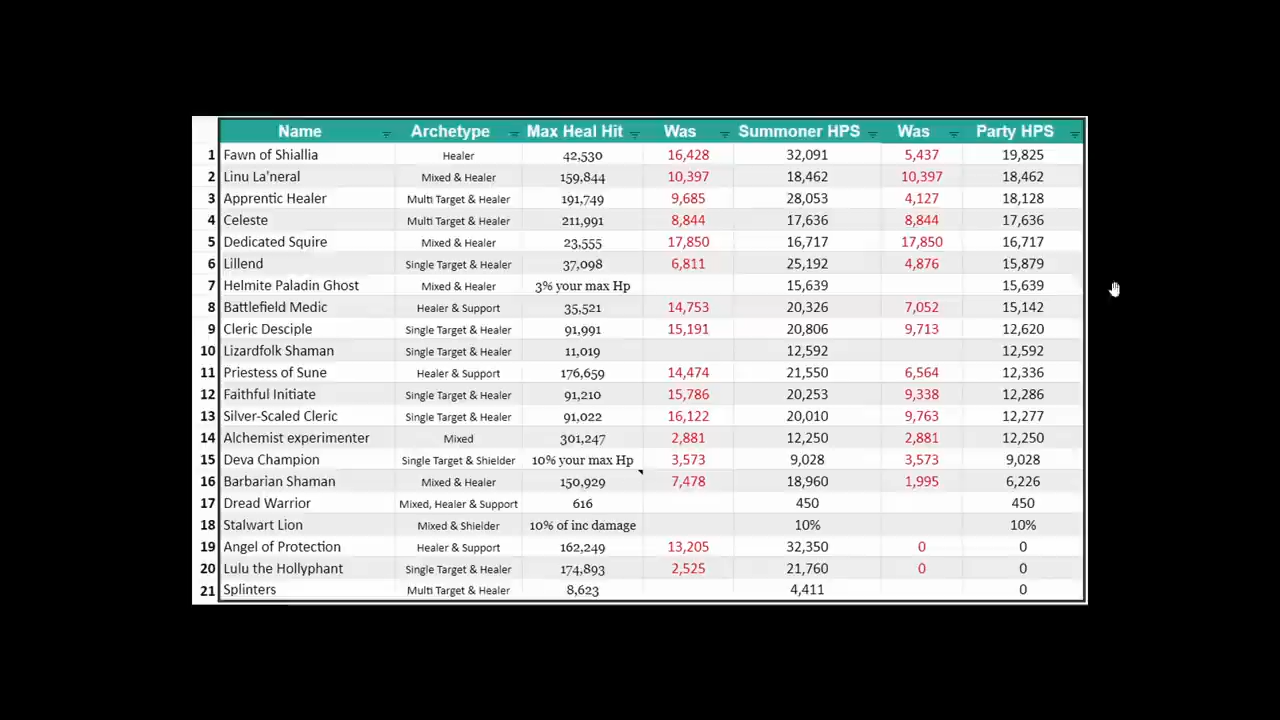 Name Archetype Max Heal Hit Was Summoner HPS Was Party HPS
1 Fawn of Shiallia Healer 42,530 16,428 32,091 5,437 19,825
2 Linu La'neral Mixed & Healer 159,844 10,397 18,462 10,397 18,462
3 Apprentic Healer Multi Target & Healer 191,749 9,685 28,053 4,127 18,128
4 Celeste Multi Target & Healer 211,991 8,844 17,636 8,844 17,636
5 Dedicated Squire Mixed & Healer 23,555 17,850 16,717 17,850 16,717
6 Lillend Single Target & Healer 37,098 6,811 25,192 4,876 15,879
7 Helmite Paladin Ghost Mixed & Healer 3% your max Hp 15,639 15,639
8 Battlefield Medic Healer & Support 35,521 14,753 20,326 7,052 15,142
9 Cleric Desciple Single Target & Healer 91,991 15,191 20,806 9,713 12,620
10 Lizardfolk Shaman Single Target & Healer 11,019 12,592 12,592
11 Priestess of Sune Healer & Support 176,659 14,474 21,550 6,564 12,336
12 Faithful Initiate Single Target & Healer 91,210 15,786 20,253 9,338 12,286
13 Silver-Scaled Cleric Single Target & Healer 91,022 16,122 20,010 9,763 12,277
14 Alchemist experimenter Mixed 301,247 2,881 12,250 2,881 12,250
15 Deva Champion Single Target & Shielder 10% your max Hp 3,573 9,028 3,573 9,028
16 Barbarian Shaman Mixed & Healer 150,929 7,478 18,960 1,995 6,226
17 Dread Warrior Mixed, Healer & Support 616 450 450
18 Stalwart Lion Mixed & Shielder 10% of inc damage 10% 10%
19 Angel of Protection Healer & Support 162,249 13,205 32,350 0 0
20 Lulu the Hollyphant Single Target & Healer 174,893 2,525 21,760 0 0
21 Splinters Multi Target & Healer 8,623 4,411 0